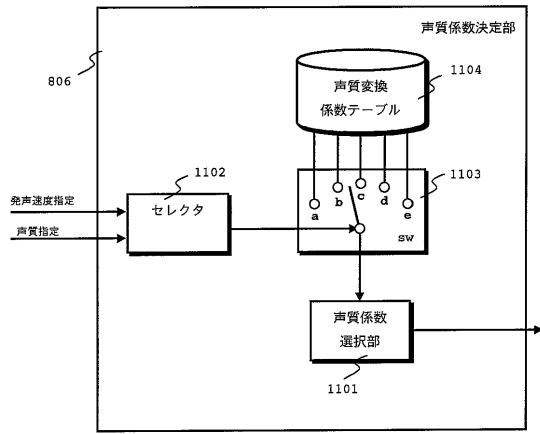 声質係数決定部
806
声質変換
係数テーブル
1104
1102
1103
発声速度指定
声質指定
セレクタ
a
b
c
d
e
sw
声質係数
選択部
1101